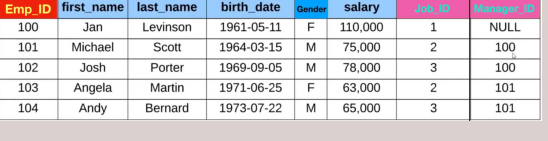 Emp_ID first_name last_name birth_date Gender salary Job_ID Manager_ID
100 Jan Levinson 1961-05-11 F 110,000 1 NULL
101 Michael Scott 1964-03-15 M 75,000 2 100
102 Josh Porter 1969-09-05 M 78,000 3 100
103 Angela Martin 1971-06-25 F 63,000 2 101
104 Andy Bernard 1973-07-22 M 65,000 3 101